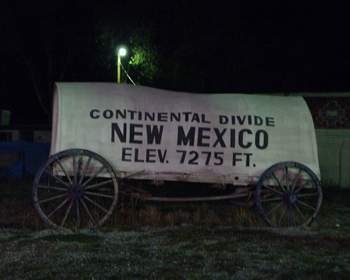 CONTINENTAL DIVIDE
NEW MEXICO
ELEV. 7275 FT.